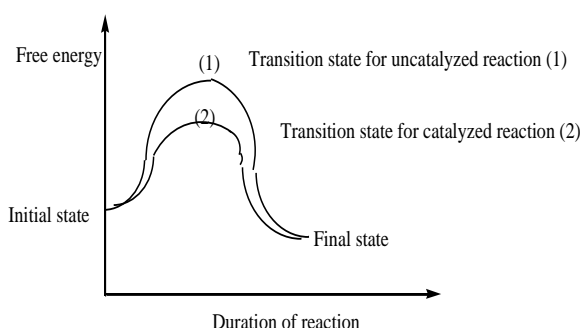 Free energy
(1)
Transition state for uncatalyzed reaction (1)
(2)
Transition state for catalyzed reaction (2)
Initial state
Final state
Duration of reaction